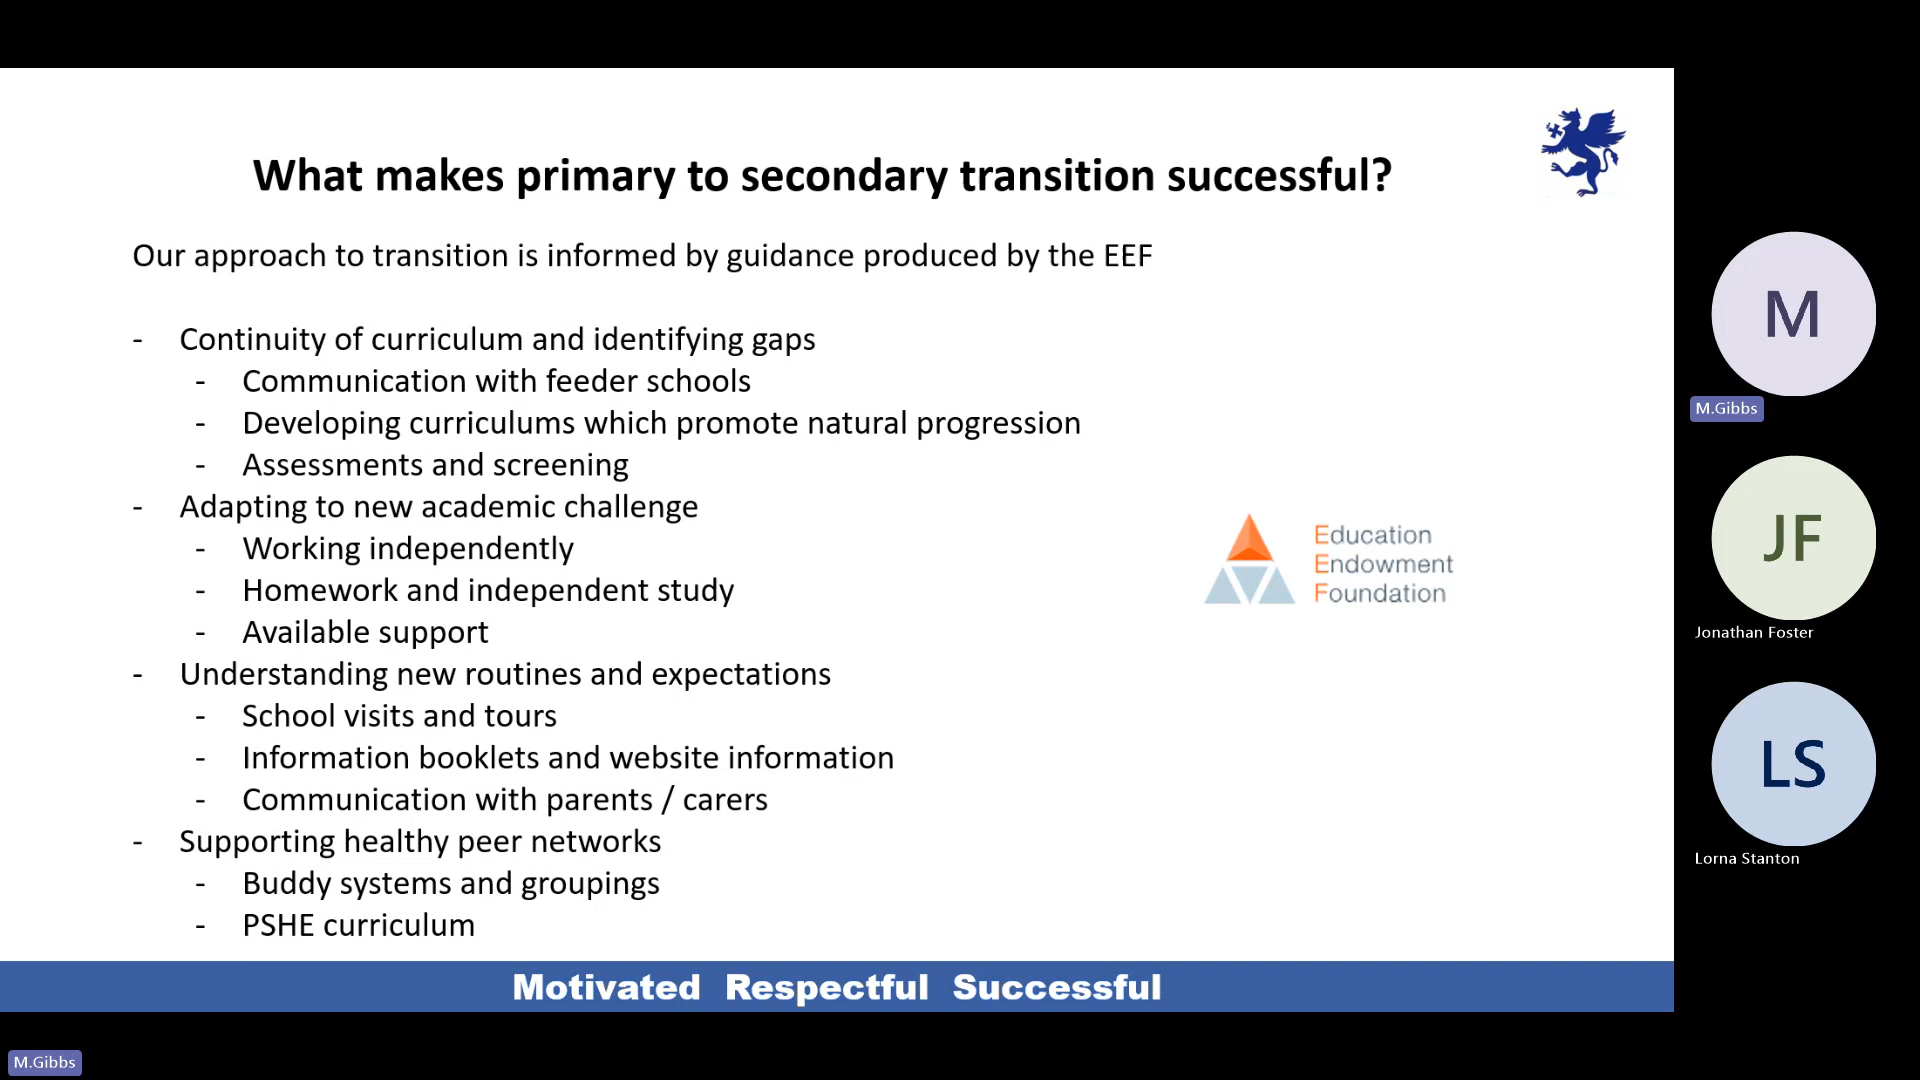 What makes primary to secondary transition successful?
Our approach to transition is informed by guidance produced by the EEF
- Continuity of curriculum and identifying gaps
- Communication with feeder schools
- Developing curriculums which promote natural progression
- Assessments and screening
- Adapting to new academic challenge
- Working independently
- Homework and independent study
- Available support
- Understanding new routines and expectations
- School visits and tours
- Information booklets and website information
- Communication with parents / carers
- Supporting healthy peer networks
- Buddy systems and groupings
- PSHE curriculum
Education
Endowment
Foundation
Motivated Respectful Successful
M
M.Gibbs
JF
Jonathan Foster
LS
Lorna Stanton
M.Gibbs